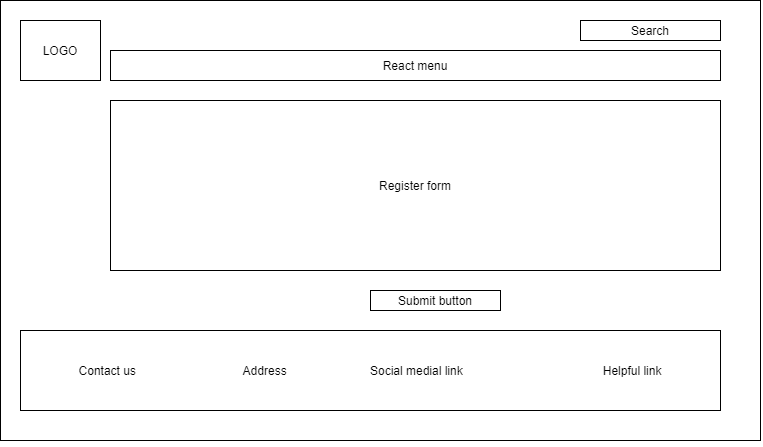 Search
LOGO
React menu
Register form
Submit button
Contact us
Address
Social medial link
Helpful link